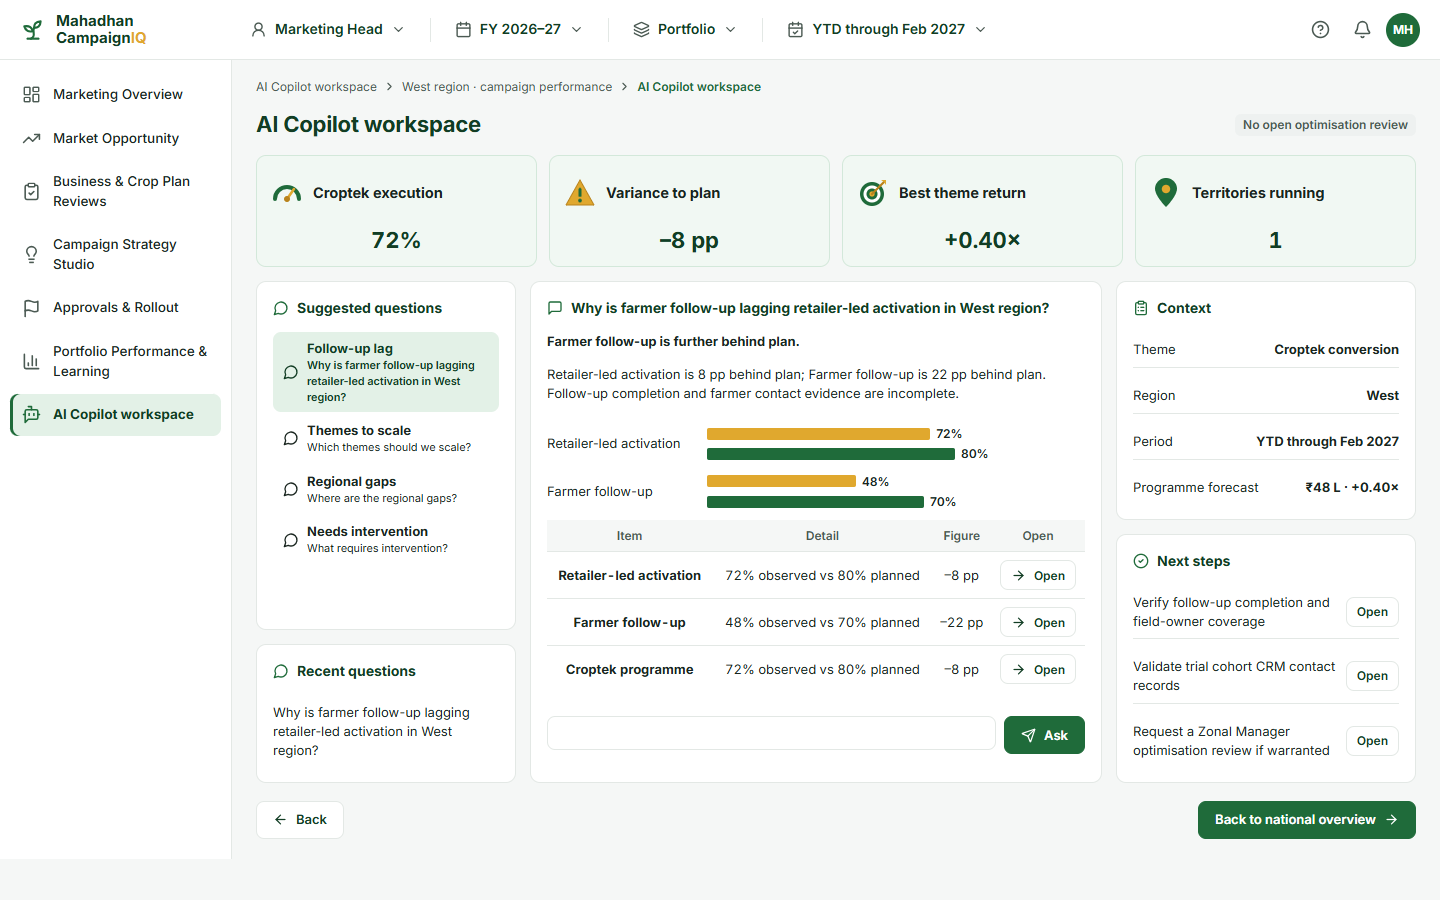 Mahadhan
CampaignIQ
Marketing Head
FY 2026–27
Portfolio
YTD through Feb 2027
MH
Marketing Overview
Market Opportunity
Business & Crop Plan
Reviews
Campaign Strategy
Studio
Approvals & Rollout
Portfolio Performance &
Learning
AI Copilot workspace
AI Copilot workspace > West region · campaign performance > AI Copilot workspace
AI Copilot workspace
No open optimisation review
Croptek execution
72%
Variance to plan
−8 pp
Best theme return
+0.40×
Territories running
1
Suggested questions
Follow-up lag
Why is farmer follow-up lagging
retailer-led activation in West
region?
Themes to scale
Which themes should we scale?
Regional gaps
Where are the regional gaps?
Needs intervention
What requires intervention?
Recent questions
Why is farmer follow-up lagging
retailer-led activation in West
region?
Why is farmer follow-up lagging retailer-led activation in West region?
Farmer follow-up is further behind plan.
Retailer-led activation is 8 pp behind plan; Farmer follow-up is 22 pp behind plan.
Follow-up completion and farmer contact evidence are incomplete.
Retailer-led activation
72%
80%
Farmer follow-up
48%
70%
Item Detail Figure Open
Retailer-led activation 72% observed vs 80% planned −8 pp Open
Farmer follow-up 48% observed vs 70% planned −22 pp Open
Croptek programme 72% observed vs 80% planned −8 pp Open
Ask
Context
Theme Croptek conversion
Region West
Period YTD through Feb 2027
Programme forecast ₹48 L · +0.40×
Next steps
Verify follow-up completion and
field-owner coverage
Open
Validate trial cohort CRM contact
records
Open
Request a Zonal Manager
optimisation review if warranted
Open
Back
Back to national overview